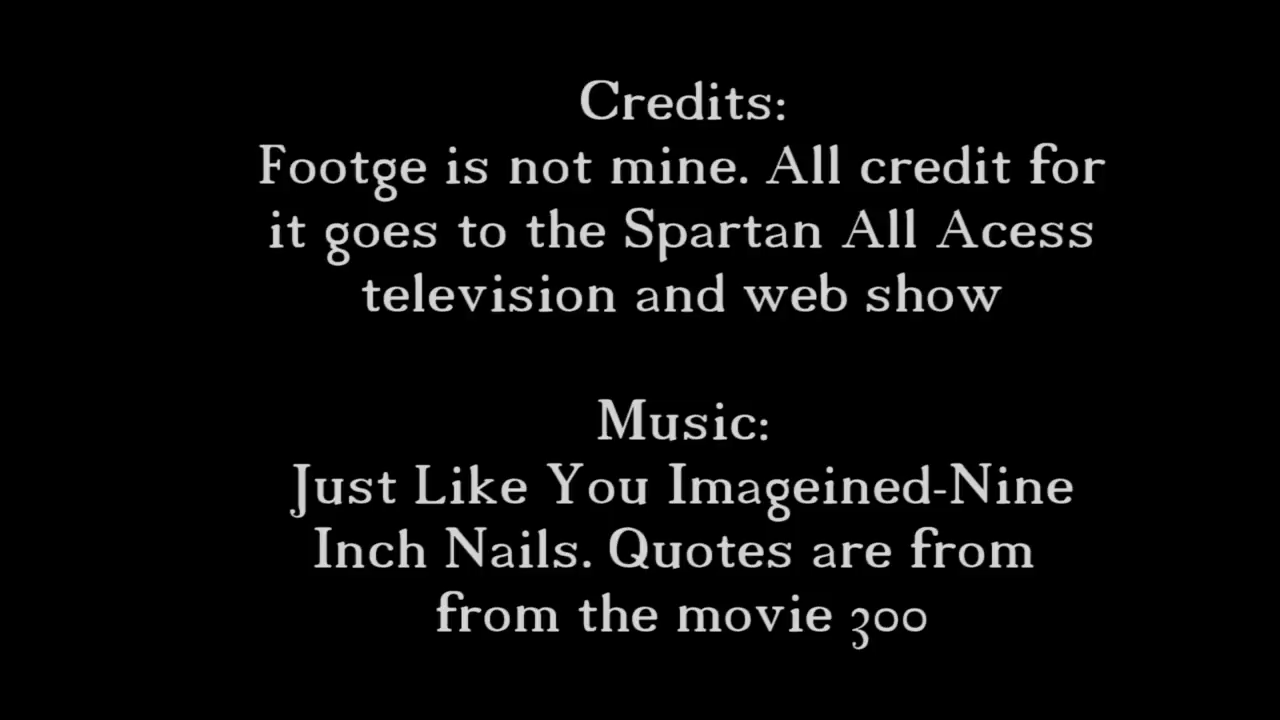 Credits:
Footge is not mine. All credit for
it goes to the Spartan All Acess
television and web show
Music:
Just Like You Imageined-Nine
Inch Nails. Quotes are from
from the movie 300